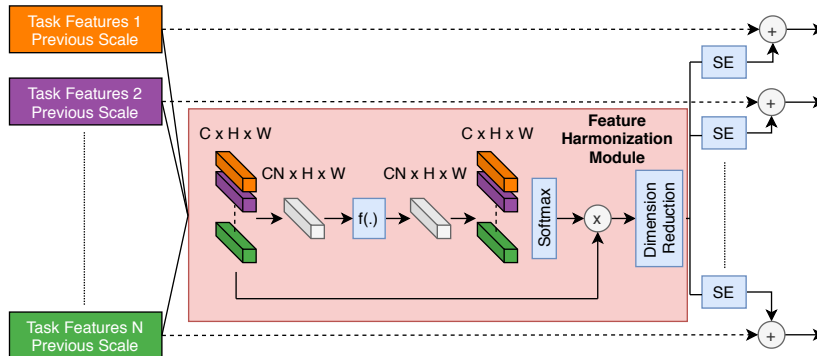 Task Features 1
Previous Scale
+
SE
Task Features 2
Previous Scale
+
SE
Feature
Harmonization
Module
C x H x W
C x H x W
CN x H x W
CN x H x W
f(.)
Softmax
x
Dimension
Reduction
SE
Task Features N
Previous Scale
+